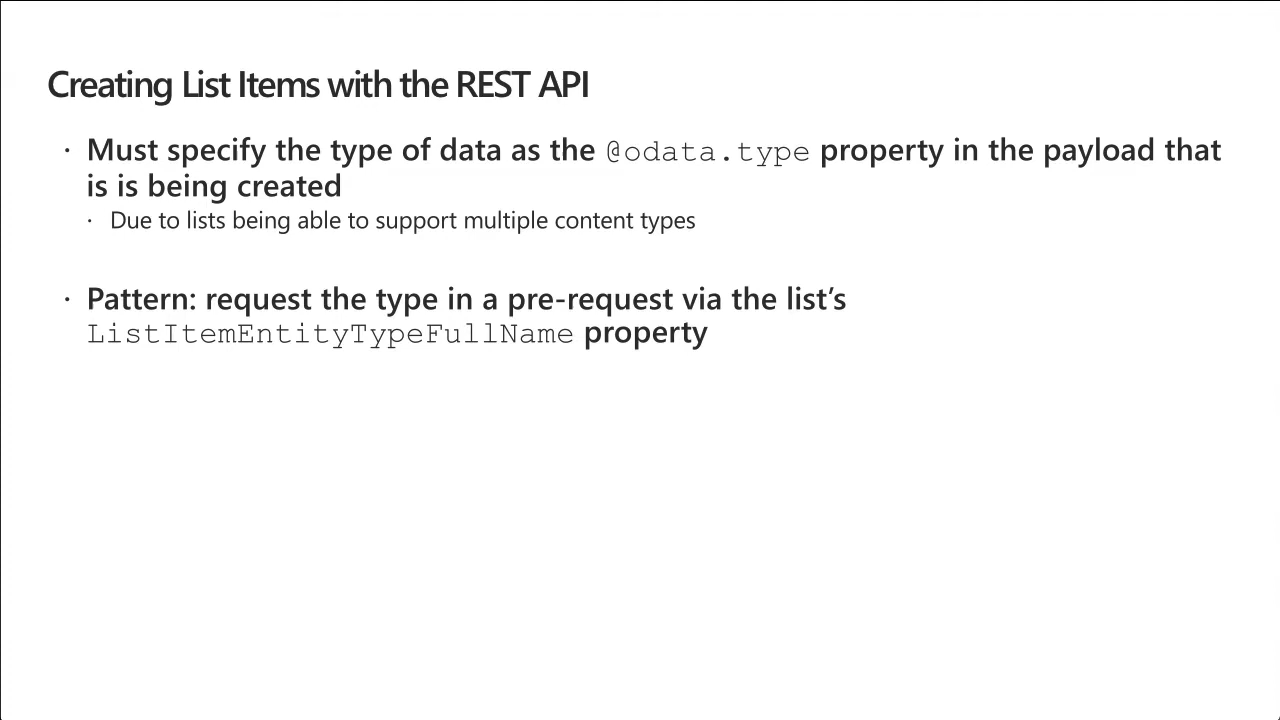 Creating List Items with the REST API
· Must specify the type of data as the @odata.type property in the payload that
is is being created
· Due to lists being able to support multiple content types
· Pattern: request the type in a pre-request via the list’s
ListItemEntityTypeFullName property